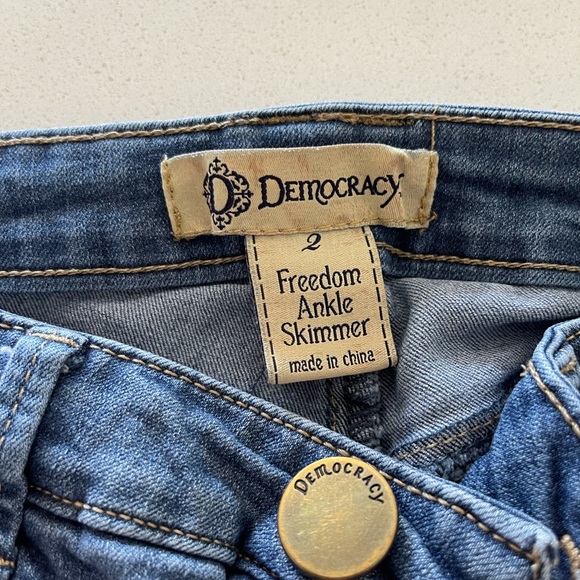 D DEMOCRACY
2
Freedom
Ankle
Skimmer
made in china
DEMOCRACY